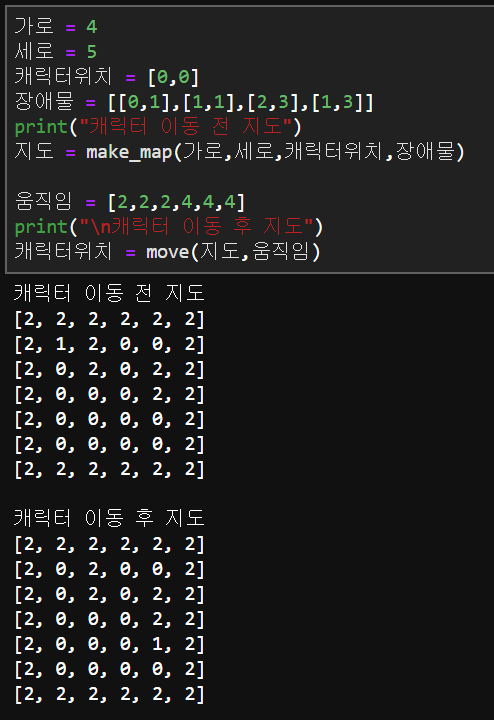 가로 = 4
세로 = 5
캐릭터위치 = [0,0]
장애물 = [[0,1],[1,1],[2,3],[1,3]]
print("캐릭터 이동 전 지도")
지도 = make_map(가로,세로,캐릭터위치,장애물)
움직임 = [2,2,2,4,4,4]
print("\n캐릭터 이동 후 지도")
캐릭터위치 = move(지도,움직임)
캐릭터 이동 전 지도
[2, 2, 2, 2, 2, 2]
[2, 1, 2, 0, 0, 2]
[2, 0, 2, 0, 2, 2]
[2, 0, 0, 0, 2, 2]
[2, 0, 0, 0, 0, 2]
[2, 0, 0, 0, 0, 2]
[2, 2, 2, 2, 2, 2]
캐릭터 이동 후 지도
[2, 2, 2, 2, 2, 2]
[2, 0, 2, 0, 0, 2]
[2, 0, 2, 0, 2, 2]
[2, 0, 0, 0, 2, 2]
[2, 0, 0, 0, 1, 2]
[2, 0, 0, 0, 0, 2]
[2, 2, 2, 2, 2, 2]